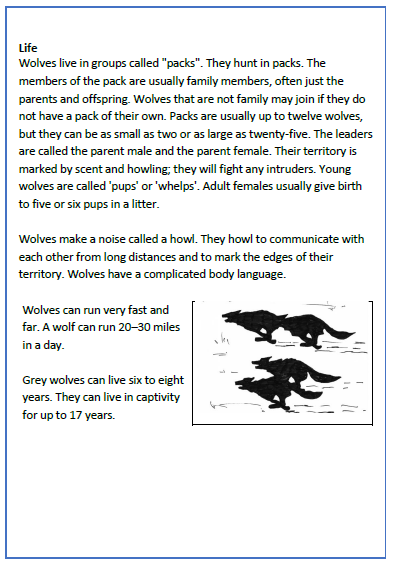 Life
Wolves live in groups called "packs". They hunt in packs. The
members of the pack are usually family members, often just the
parents and offspring. Wolves that are not family may join if they do
not have a pack of their own. Packs are usually up to twelve wolves,
but they can be as small as two or as large as twenty-five. The leaders
are called the parent male and the parent female. Their territory is
marked by scent and howling; they will fight any intruders. Young
wolves are called 'pups' or 'whelps'. Adult females usually give birth
to five or six pups in a litter.
Wolves make a noise called a howl. They howl to communicate with
each other from long distances and to mark the edges of their
territory. Wolves have a complicated body language.
Wolves can run very fast and
far. A wolf can run 20–30 miles
in a day.
Grey wolves can live six to eight
years. They can live in captivity
for up to 17 years.